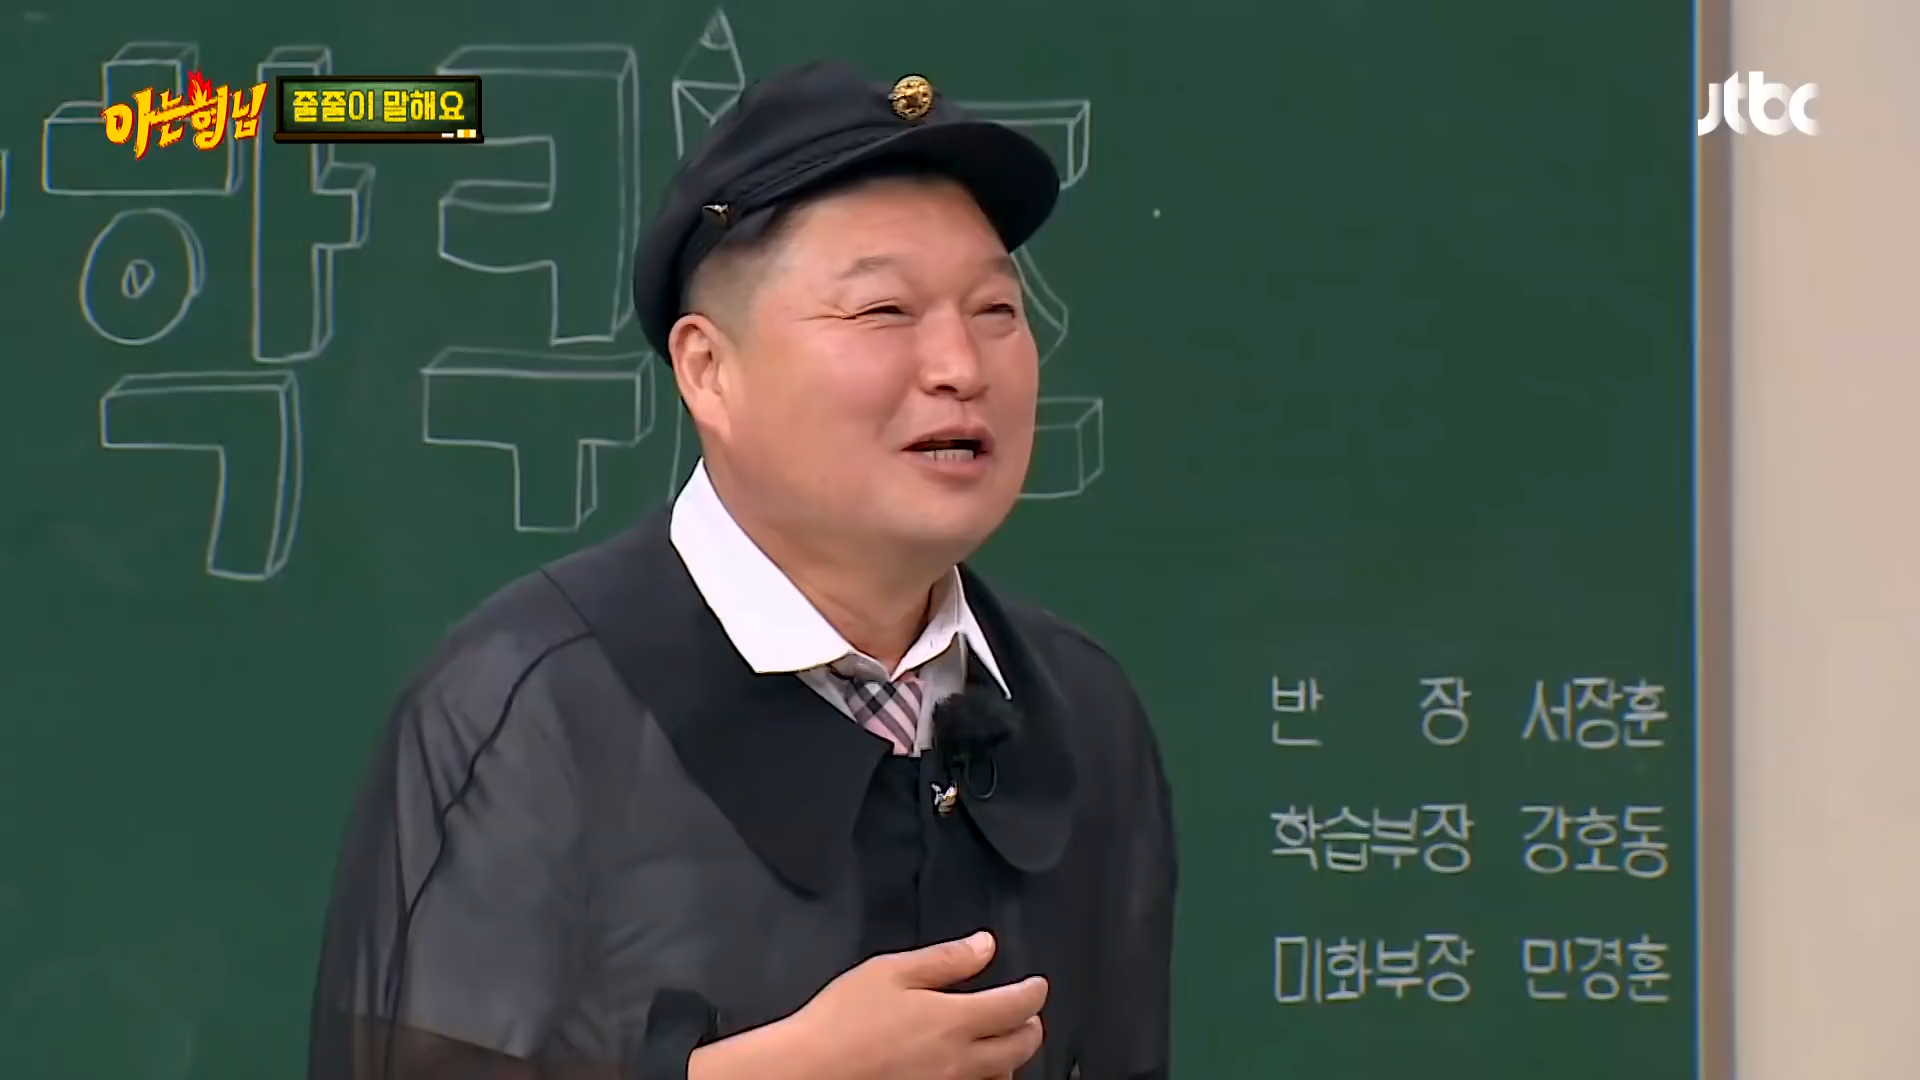 아는형님 줄줄이 말해요
jtbc
반 장 서장훈
학습부장 강호동
미화부장 민경훈